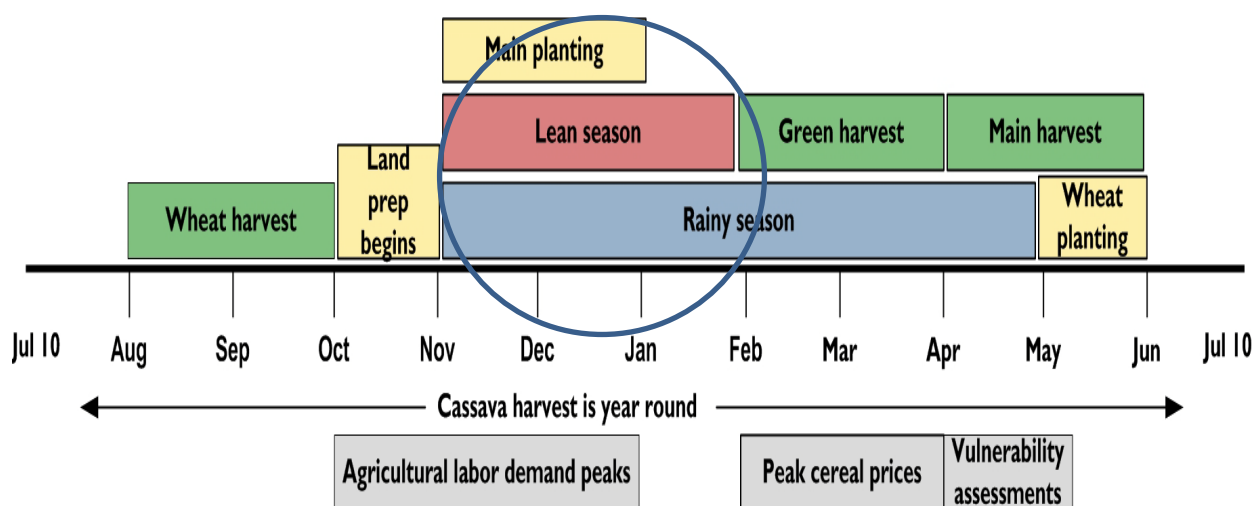 Main planting
Lean season
Green harvest
Main harvest
Land
prep
begins
Wheat harvest
Rainy season
Wheat
planting
Jul 10
Aug
Sep
Oct
Nov
Dec
Jan
Feb
Mar
Apr
May
Jun
Jul 10
Cassava harvest is year round
Agricultural labor demand peaks
Peak cereal prices
Vulnerability
assessments